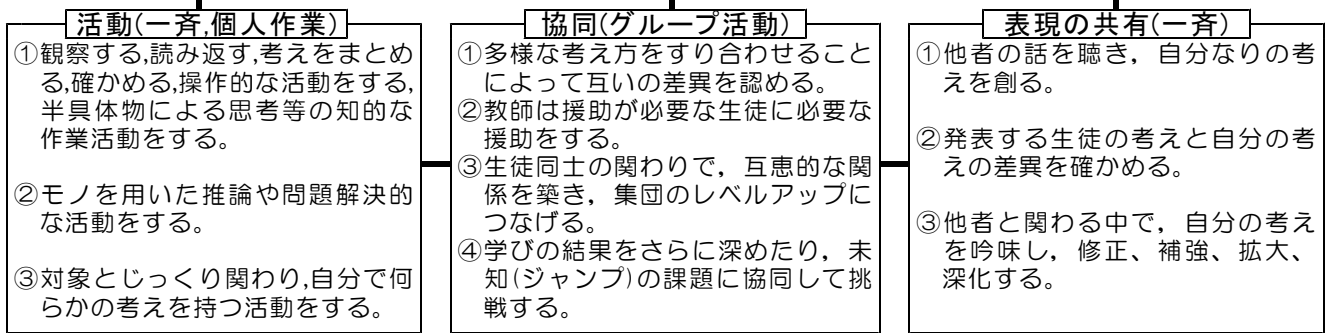 活動(一斉,個人作業)
①観察する,読み返す,考えをまとめ
る,確かめる,操作的な活動をする,
半具体物による思考等の知的な
作業活動をする。
②モノを用いた推論や問題解決的
な活動をする。
③対象とじっくり関わり,自分で何
らかの考えを持つ活動をする。
協同(グループ活動)
①多様な考え方をすり合わせること
によって互いの差異を認める。
②教師は援助が必要な生徒に必要な
援助をする。
③生徒同士の関わりで，互恵的な関
係を築き，集団のレベルアップに
つなげる。
④学びの結果をさらに深めたり，未
知(ジャンプ)の課題に協同して挑
戦する。
表現の共有(一斉)
①他者の話を聴き，自分なりの考
えを創る。
②発表する生徒の考えと自分の考
えの差異を確かめる。
③他者と関わる中で，自分の考え
を吟味し，修正、補強、拡大、
深化する。